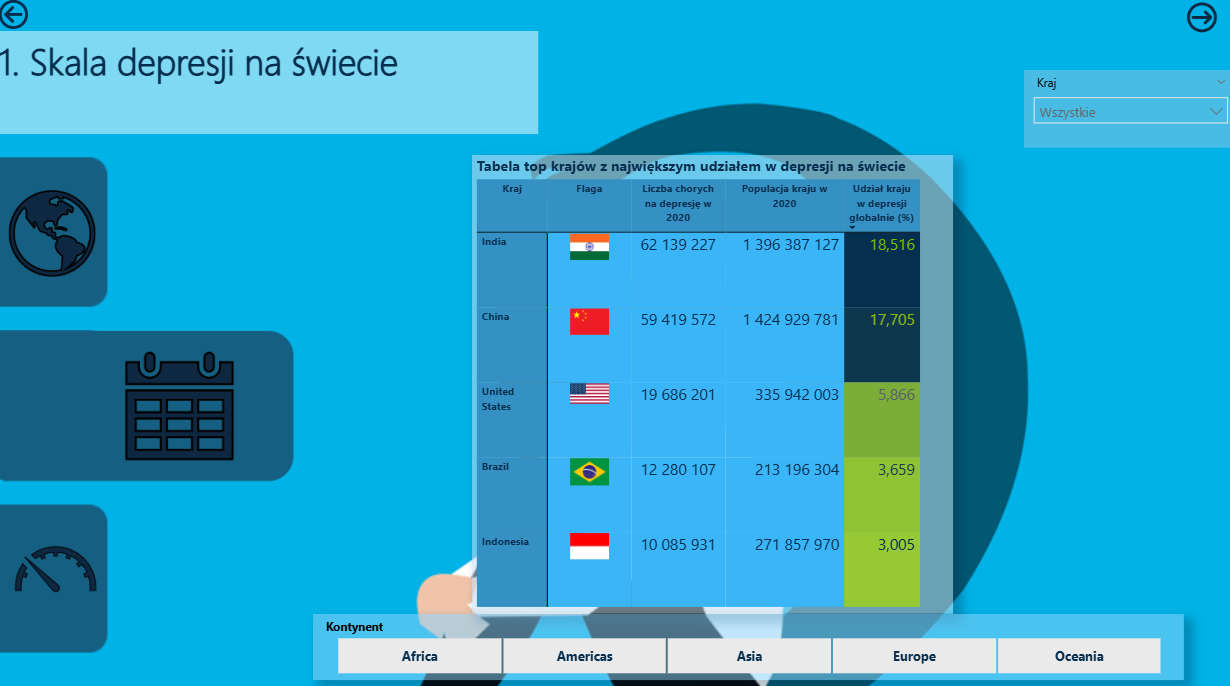 1. Skala depresji na świecie
Kraj
Wszystkie
Tabela top krajów z największym udziałem w depresji na świecie
Kraj
Flaga
Liczba chorych
na depresję w
2020
Populacja kraju w
2020
Udział kraju
w depresji
globalnie (%)
India 62 139 227 1 396 387 127 18,516
China 59 419 572 1 424 929 781 17,705
United
States 19 686 201 335 942 003 5,866
Brazil 12 280 107 213 196 304 3,659
Indonesia 10 085 931 271 857 970 3,005
Kontynent
Africa Americas Asia Europe Oceania